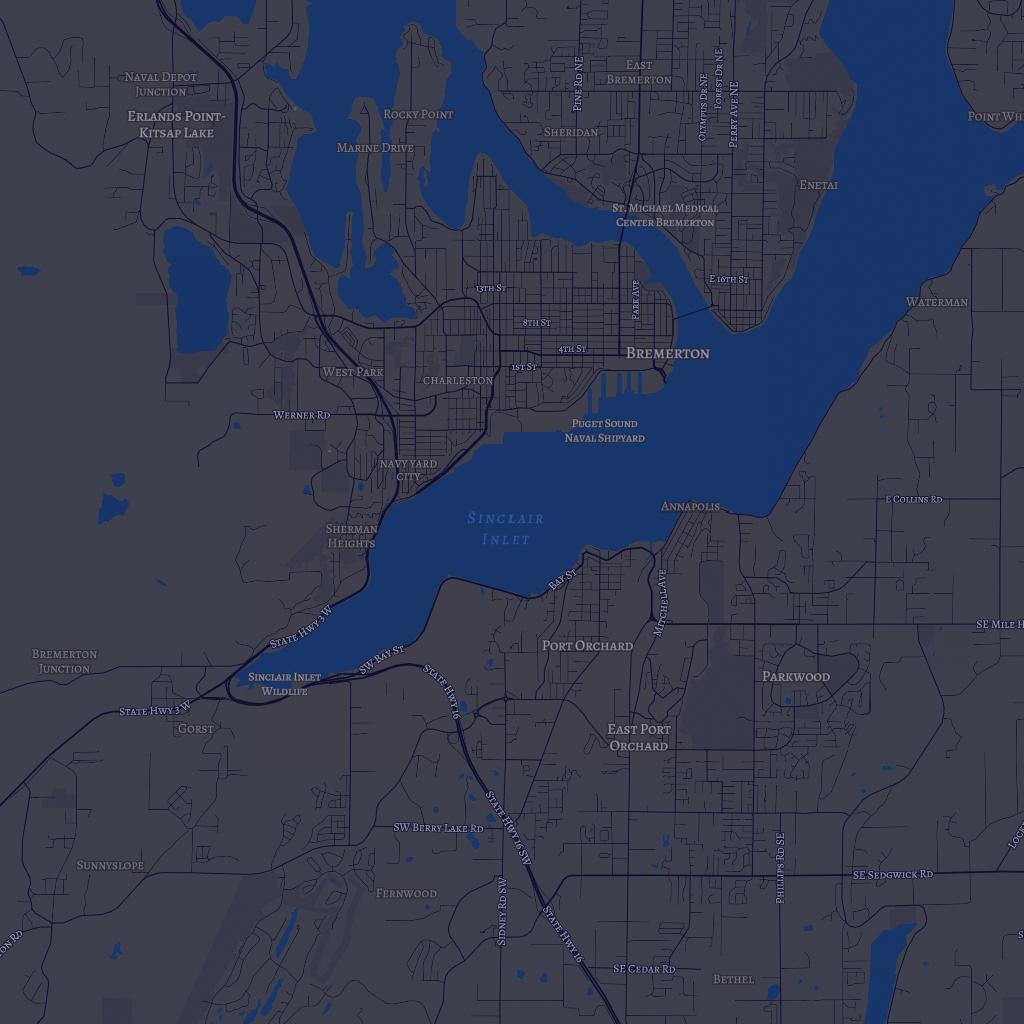 East
Bremerton
Naval Depot
Junction
Pine Rd NE
Olympus Dr NE
Forest Dr NE
Perry Ave NE
Erlands Point-
Kitsap Lake
Rocky Point
Sheridan
Marine Drive
Enetai
St. Michael Medical
Center Bremerton
E 16th St
13th St
Park Ave
Waterman
8th St
4th St
Bremerton
1st St
West Park
Charleston
Werner Rd
Puget Sound
Naval Shipyard
Navy Yard
City
E Collins Rd
Annapolis
Sinclair
Inlet
Sherman
Heights
Bay St
Mitchell Ave
State Hwy 3 W
Port Orchard
Bremerton
Junction
SW Bay St
Sinclair Inlet
Wildlife
Parkwood
State Hwy 16
State Hwy 3 W
Gorst
East Port
Orchard
State Hwy 16 SW
SW Berry Lake Rd
Phillips Rd SE
Sunnyslope
SE Sedgwick Rd
Fernwood
Sidney Rd SW
State Hwy 16
SE Cedar Rd
Bethel